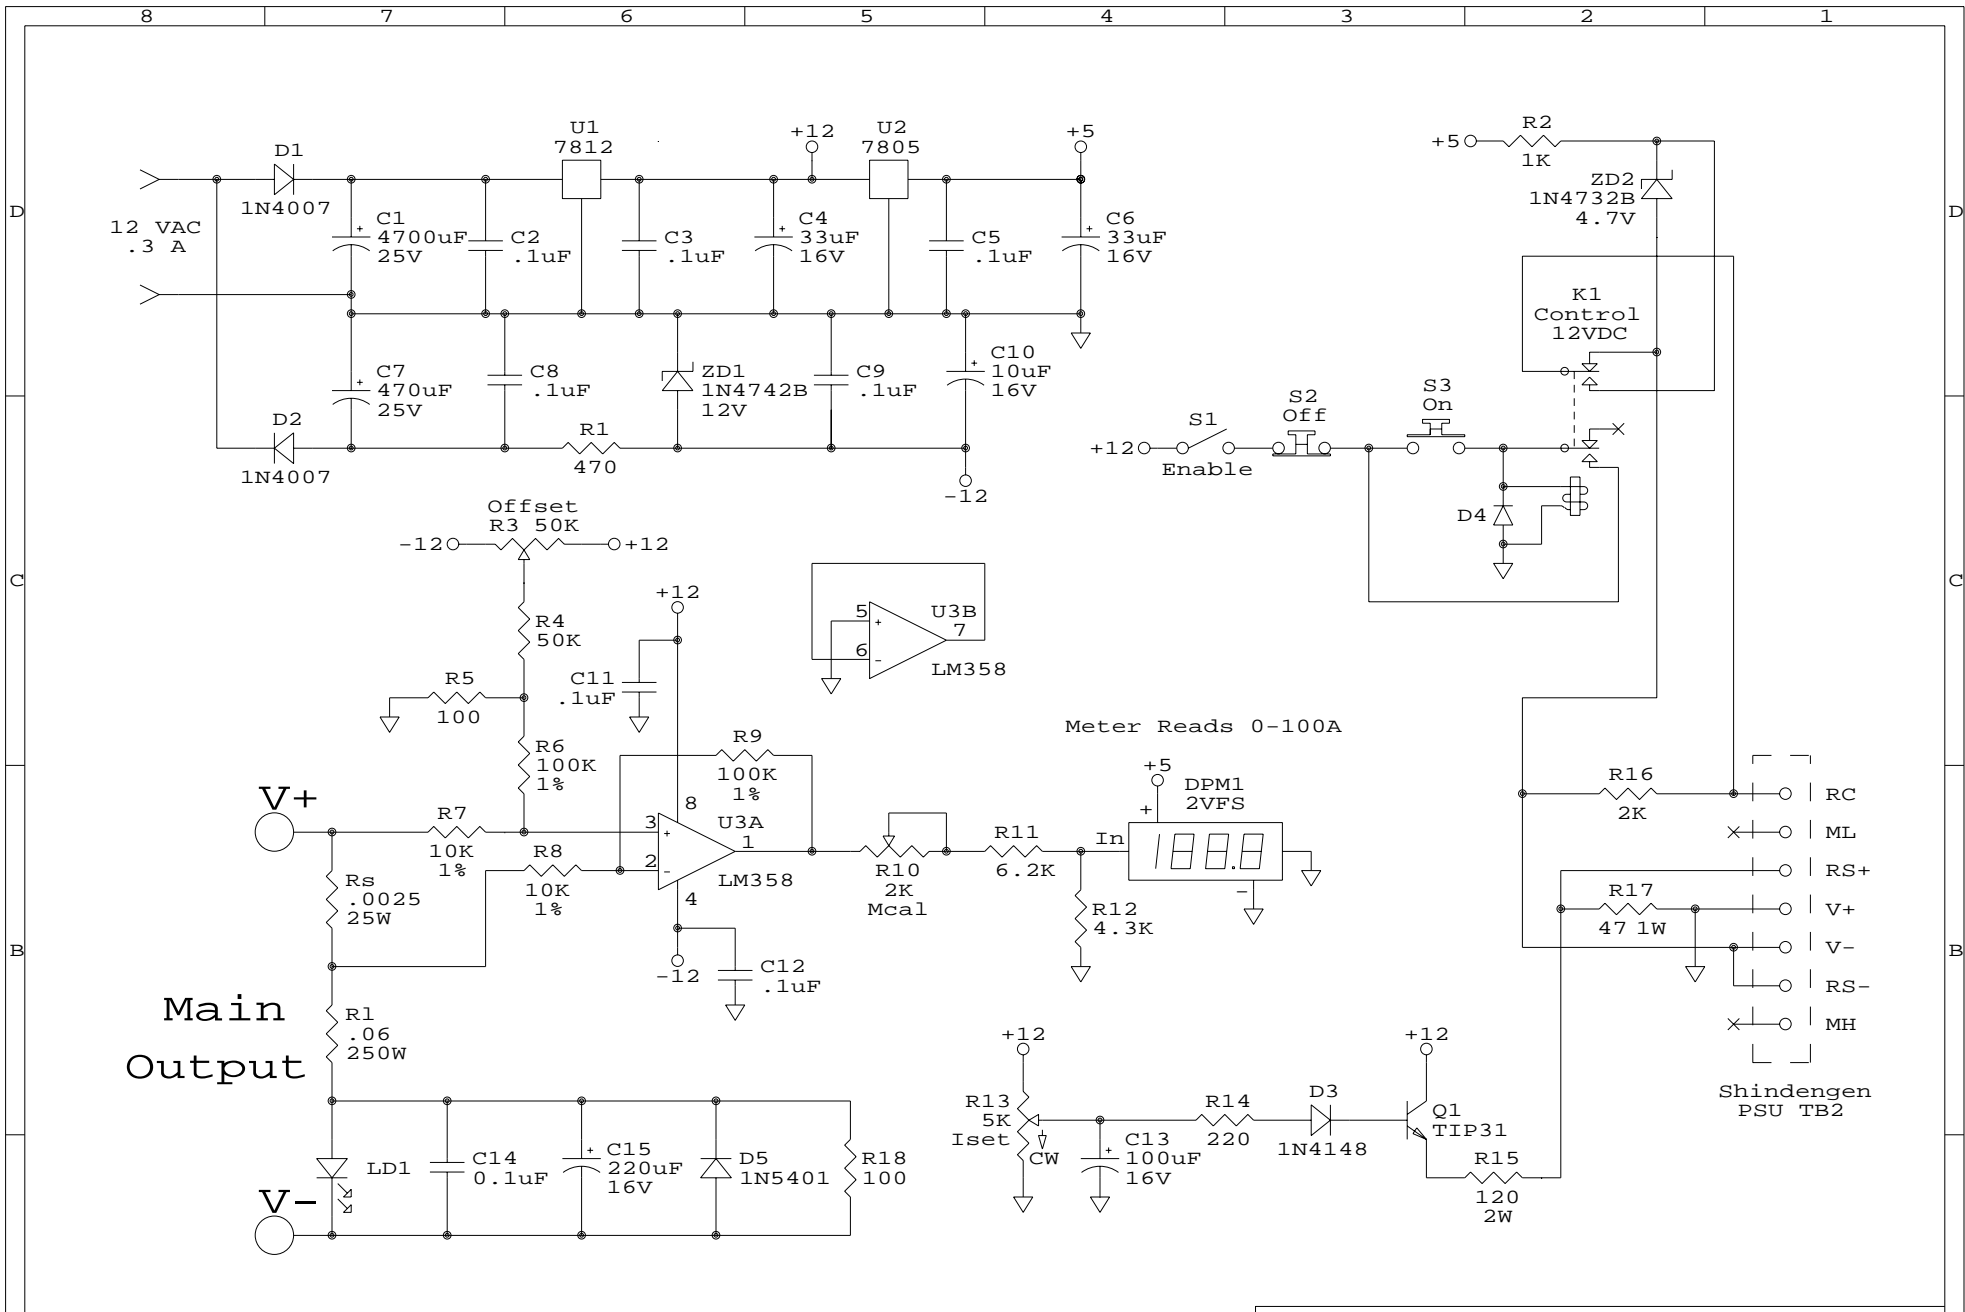 8 7 6 5 4 3 2 1
D
D
C
C
B
B
12 VAC
.3 A
D1
1N4007
C1
4700uF
25V
C2
.1uF
U1
7812
C3
.1uF
+12
C4
33uF
16V
U2
7805
C5
.1uF
+5
C6
33uF
16V
C7
470uF
25V
D2
1N4007
C8
.1uF
R1
470
ZD1
1N4742B
12V
C9
.1uF
C10
10uF
16V
-12
+5
R2
1K
ZD2
1N4732B
4.7V
K1
Control
12VDC
+12
S1
Enable
S2
Off
S3
On
D4
Offset
R3 50K
-12
+12
R4
50K
R5
100
R6
100K
1%
+12
C11
.1uF
5
+
6
-
U3B
7
LM358
V+
R7
10K
1%
R8
10K
1%
R9
100K
1%
8
3
+
2
-
U3A
1
LM358
4
-12
C12
.1uF
Rs
.0025
25W
Rl
.06
250W
Main
Output
R10
2K
Mcal
R11
6.2K
R12
4.3K
Meter Reads 0-100A
+5
+
DPM1
2VFS
In
188.8
-
R16
2K
R17
47 1W
RC
ML
RS+
V+
V-
RS-
MH
Shindengen
PSU TB2
LD1
V-
C14
0.1uF
C15
220uF
16V
D5
1N5401
R18
100
+12
R13
5K
Iset
CW
C13
100uF
16V
R14
220
D3
1N4148
+12
Q1
TIP31
R15
120
2W